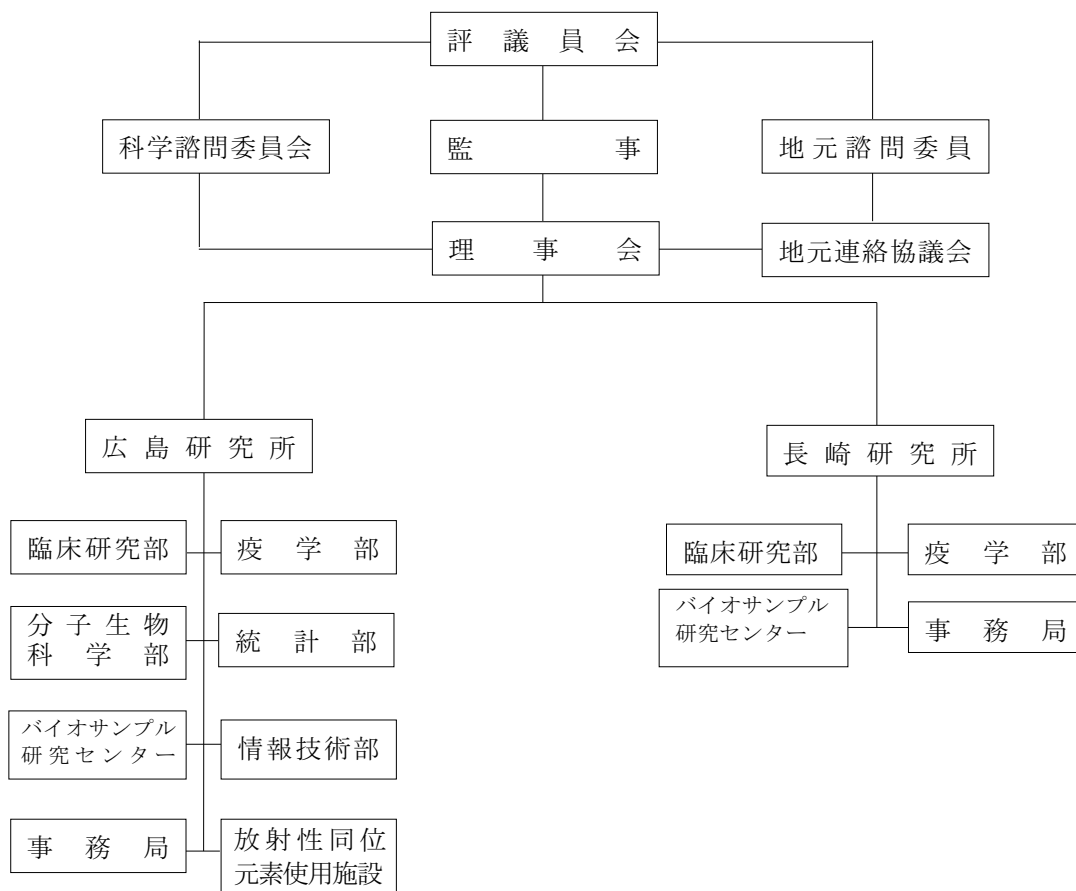 評議員会
科学諮問委員会
監事
地元諮問委員
理事会
地元連絡協議会
広島研究所
長崎研究所
臨床研究部
疫学部
臨床研究部
疫学部
分子生物
科学部
統計部
バイオサンプル
研究センター
事務局
バイオサンプル
研究センター
情報技術部
事務局
放射性同位
元素使用施設